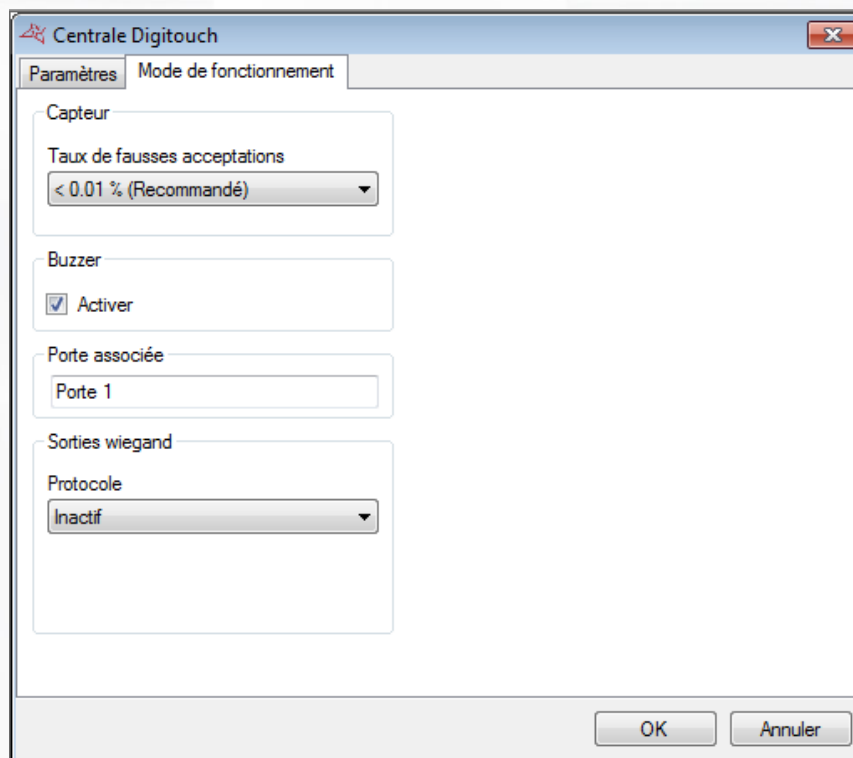 Centrale Digitouch
Paramètres
Mode de fonctionnement
Capteur
Taux de fausses acceptations
< 0.01 % (Recommandé)
Buzzer
Activer
Porte associée
Porte 1
Sorties wiegand
Protocole
Inactif
OK
Annuler